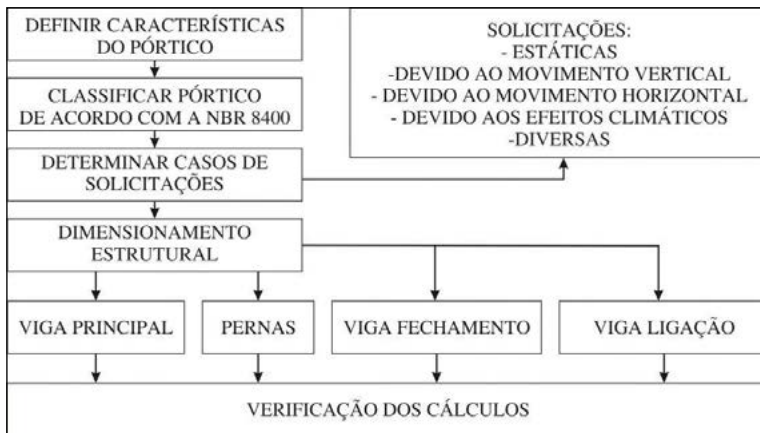 DEFINIR CARACTERÍSTICAS
DO PÓRTICO
CLASSIFICAR PÓRTICO
DE ACORDO COM A NBR 8400
DETERMINAR CASOS DE
SOLICITAÇÕES
SOLICITAÇÕES:
- ESTÁTICAS
-DEVIDO AO MOVIMENTO VERTICAL
- DEVIDO AO MOVIMENTO HORIZONTAL
- DEVIDO AOS EFEITOS CLIMÁTICOS
-DIVERSAS
DIMENSIONAMENTO
ESTRUTURAL
VIGA PRINCIPAL
PERNAS
VIGA FECHAMENTO
VIGA LIGAÇÃO
VERIFICAÇÃO DOS CÁLCULOS